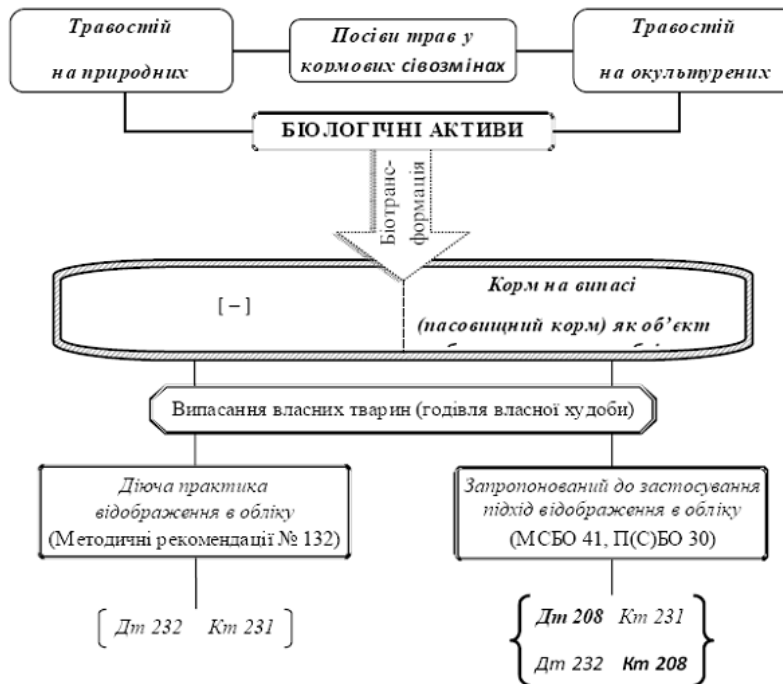 Травостій
на природних
Посіви трав у
кормових сівозмінах
Травостій
на окультурених
БІОЛОГІЧНІ АКТИВИ
Біотранс-
формація
[ – ]
Корм на випасі
(пасовищний корм) як об’єкт
Випасання власних тварин (годівля власної худоби)
Діюча практика
відображення в обліку
(Методичні рекомендації № 132)
Запропонований до застосування
підхід відображення в обліку
(МСБО 41, П(С)БО 30)
Дт 232 Кт 231
Дт 208 Кт 231
Дт 232 Кт 208